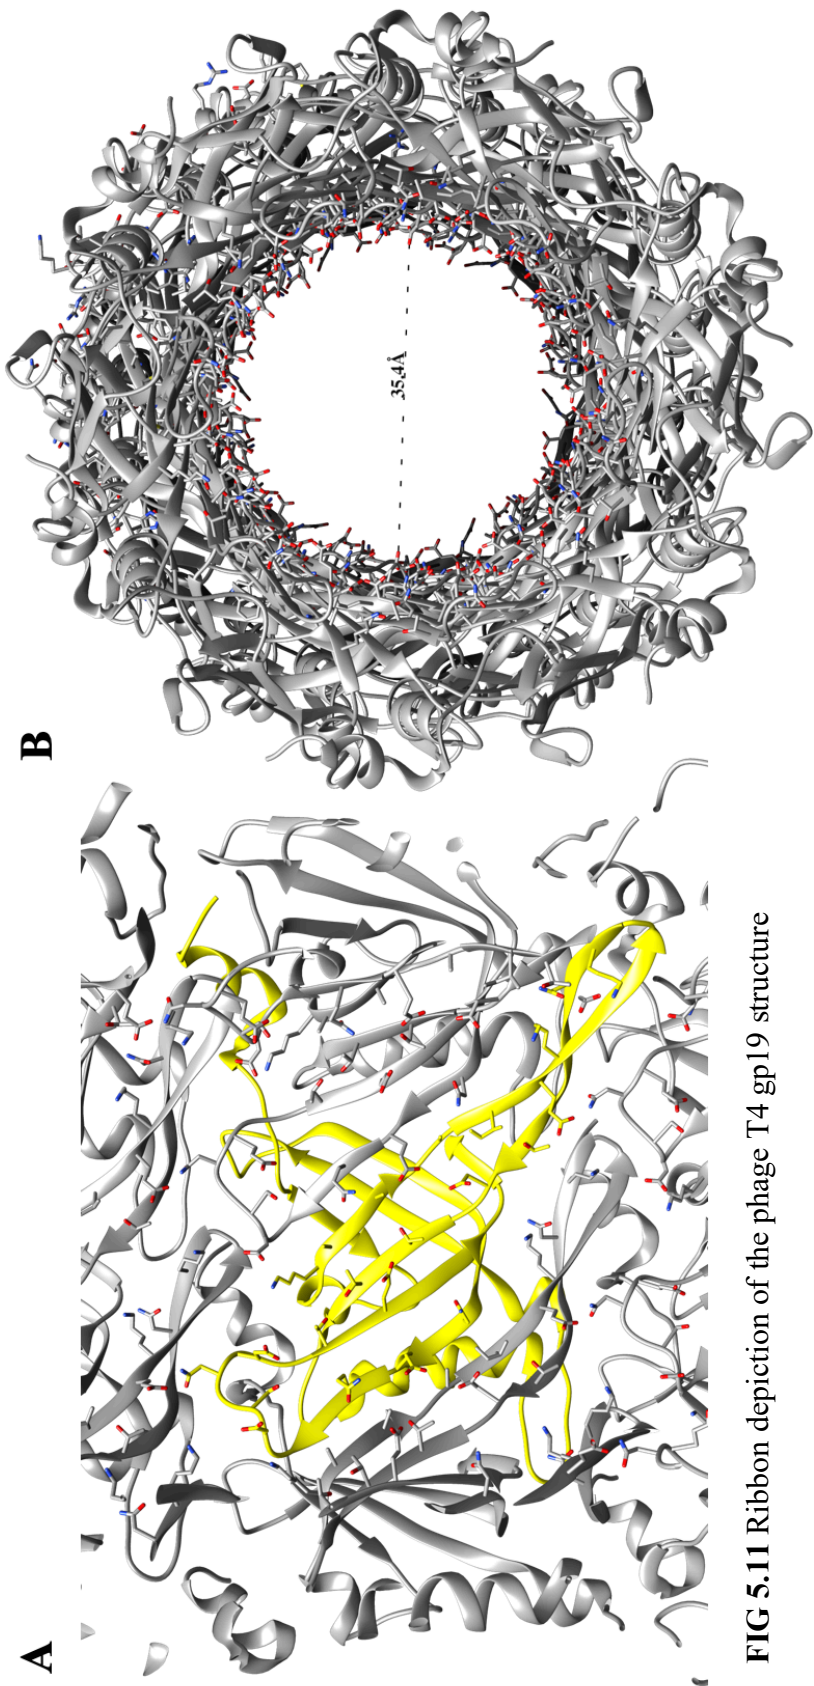 A
B
35.4Å
FIG 5.11 Ribbon depiction of the phage T4 gp19 structure